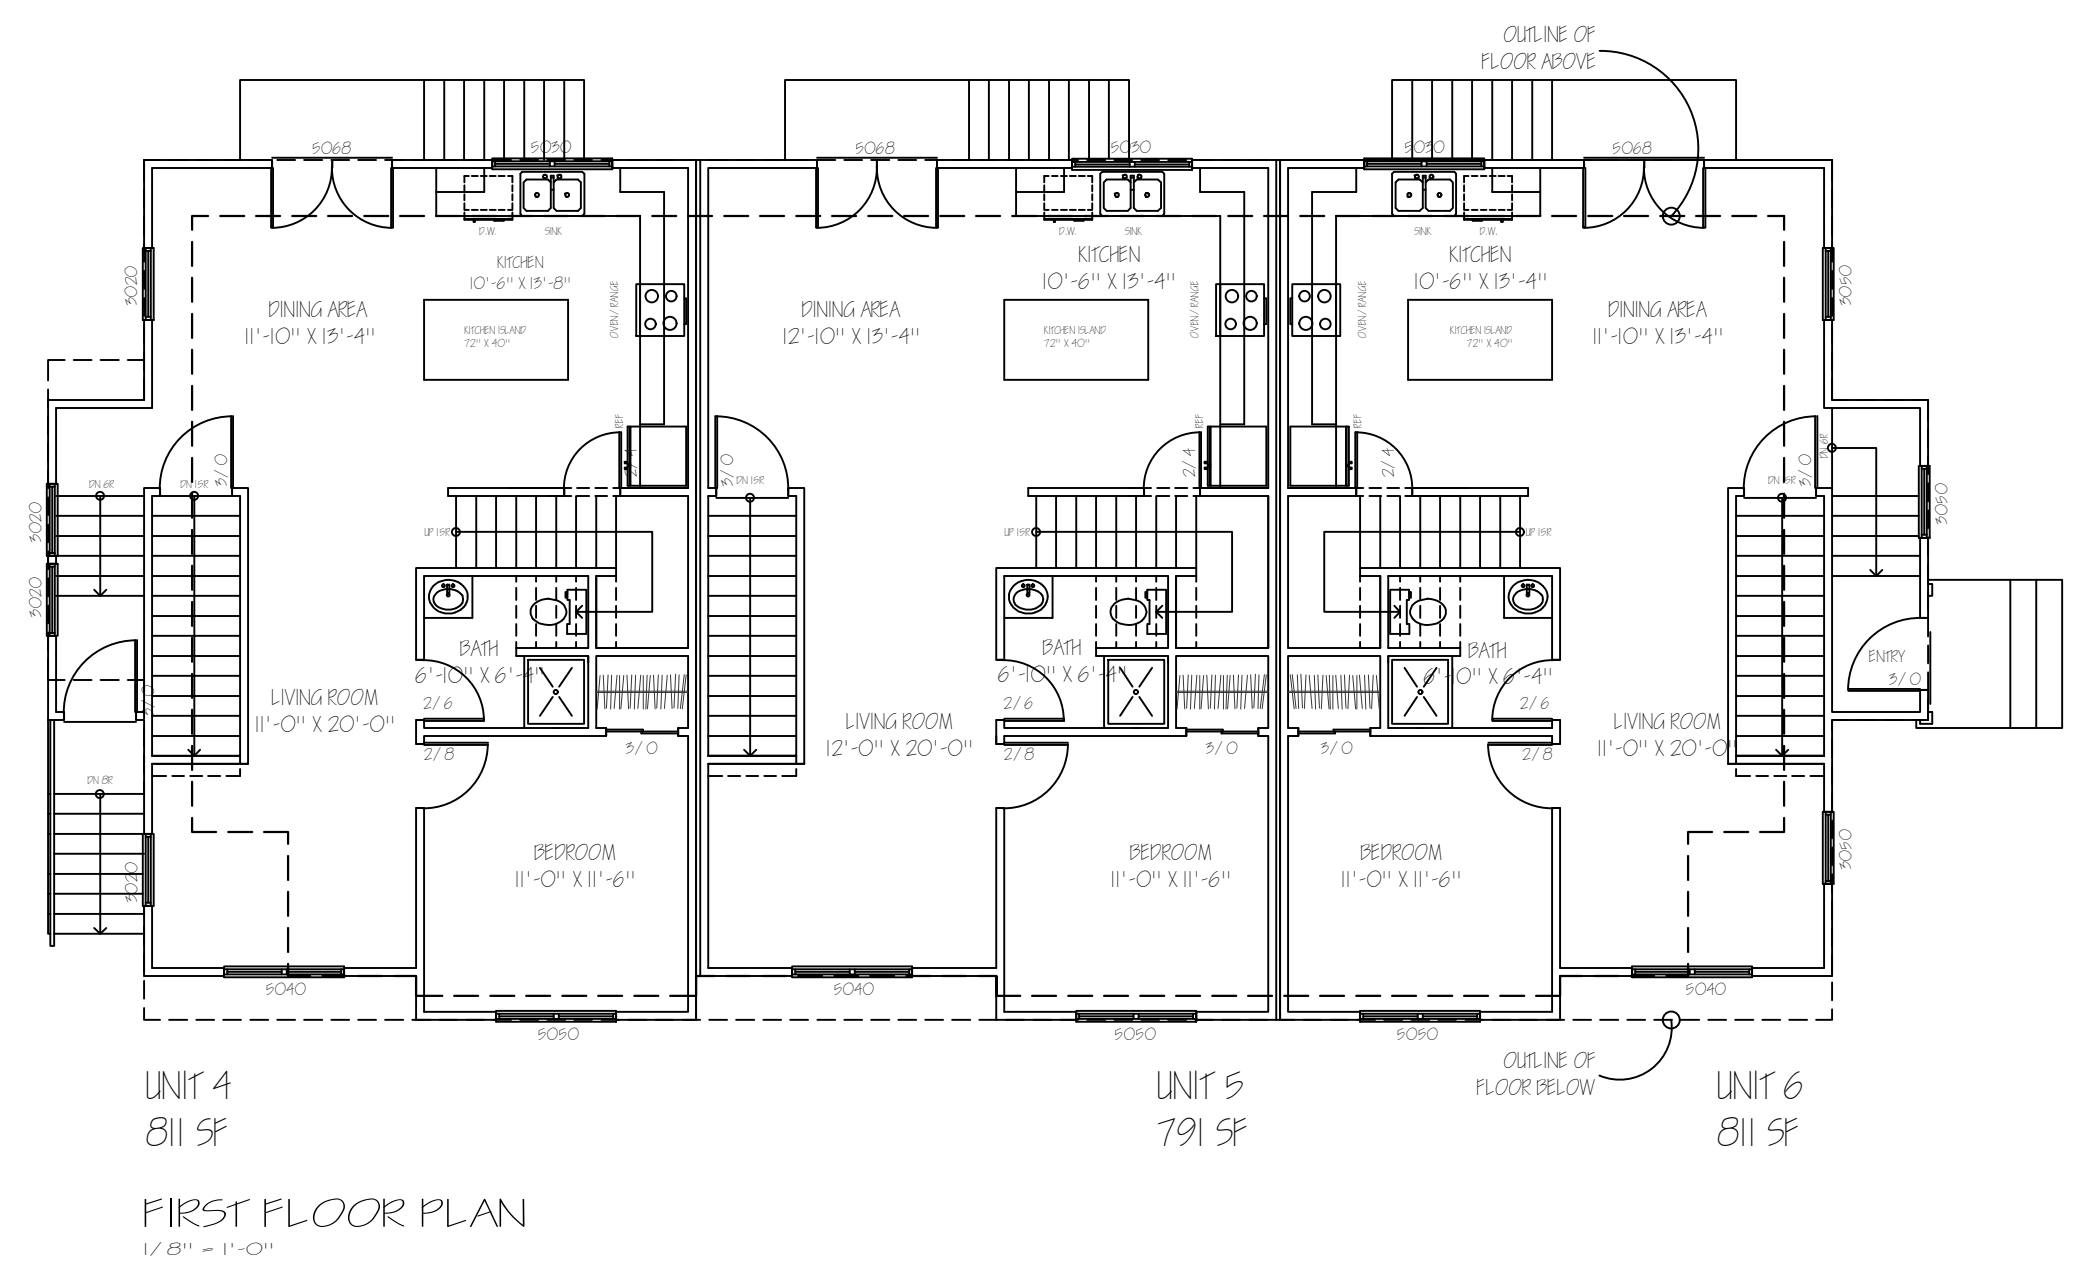 OUTLINE OF
FLOOR ABOVE
5068
5030
5068
5030
5030
5068
D.W.
SINK
D.W.
SINK
SINK
D.W.
KITCHEN
10'-6" X 13'-8"
KITCHEN
10'-6" X 13'-4"
KITCHEN
10'-6" X 13'-4"
3020
3050
OVEN/ RANGE
OVEN/ RANGE
OVEN/ RANGE
DINING AREA
11'-10" X 13'-4"
DINING AREA
12'-10" X 13'-4"
DINING AREA
11'-10" X 13'-4"
KITCHEN ISLAND
72" X 40"
KITCHEN ISLAND
72" X 40"
KITCHEN ISLAND
72" X 40"
REF
REF
REF
3/ 0
2/ 4
3/ 0
2/ 4
2/ 4
3/ 0
DN 6R
DN 6R
DN 15R
DN 15R
DN 15R
3020
3020
3050
UP 15R
UP 15R
UP 15R
BATH
6'-10" X 6'-4"
BATH
6'-10" X 6'-4"
BATH
6'-10" X 6'-4"
ENTRY
3/ 0
3/ 0
LIVING ROOM
11'-0" X 20'-0"
LIVING ROOM
12'-0" X 20'-0"
LIVING ROOM
11'-0" X 20'-0"
2/ 6
2/ 6
2/ 6
2/ 8
3/ 0
2/ 8
3/ 0
3/ 0
2/ 8
DN 8R
3020
3050
BEDROOM
11'-0" X 11'-6"
BEDROOM
11'-0" X 11'-6"
BEDROOM
11'-0" X 11'-6"
5040
5040
5040
5050
5050
5050
OUTLINE OF
FLOOR BELOW
UNIT 4
811 SF
UNIT 5
791 SF
UNIT 6
811 SF
FIRST FLOOR PLAN
1/ 8" = 1'-0"